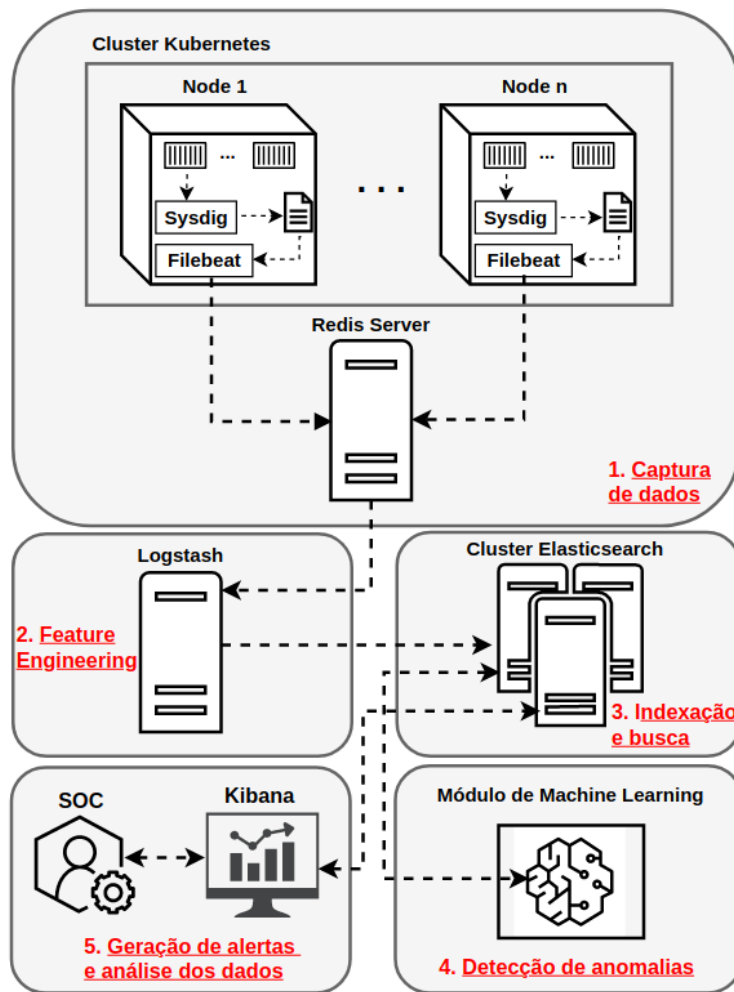 Cluster Kubernetes
Node 1
Node n
...
...
. . .
...
...
Sysdig
Filebeat
Sysdig
Filebeat
Redis Server
1. Captura
de dados
Logstash
2. Feature
Engineering
Cluster Elasticsearch
3. Indexação
e busca
SOC
Kibana
5. Geração de alertas
e análise dos dados
Módulo de Machine Learning
4. Detecção de anomalias